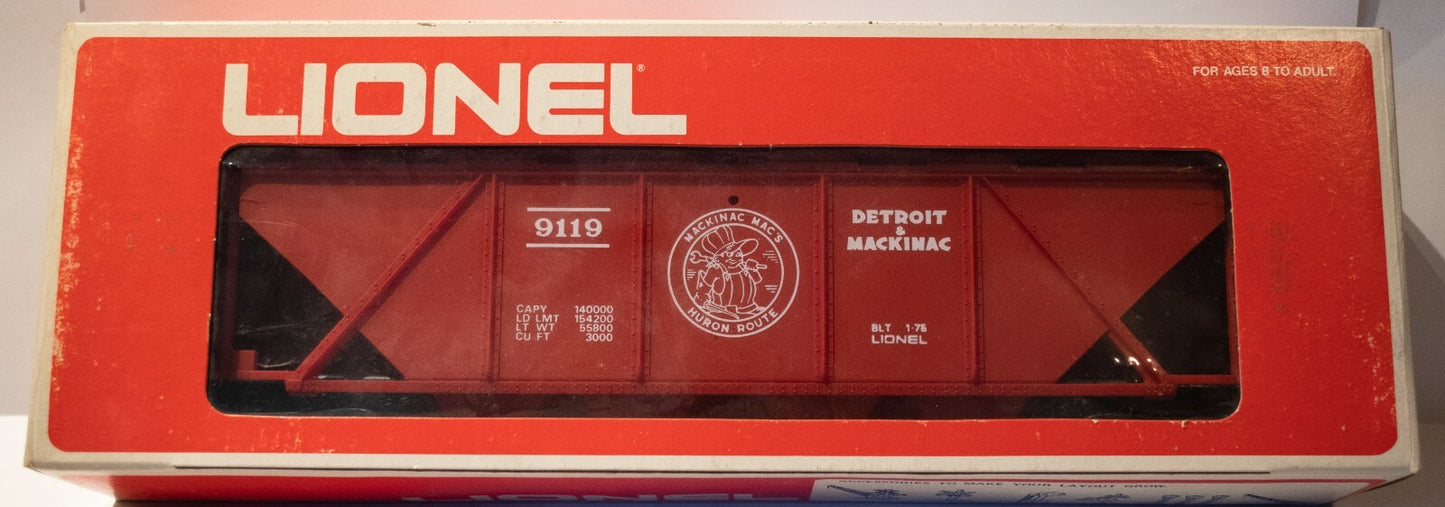 LIONEL®
FOR AGES 8 TO ADULT.
9119
CAPY 140000
LD LMT 154200
LT WT 55800
CU FT 3000
MACKINAC MAC'S
HURON ROUTE
DETROIT
&
MACKINAC
BLT 1-75
LIONEL
LIONEL
ACCESSORIES TO MAKE YOUR LAYOUT GROW.